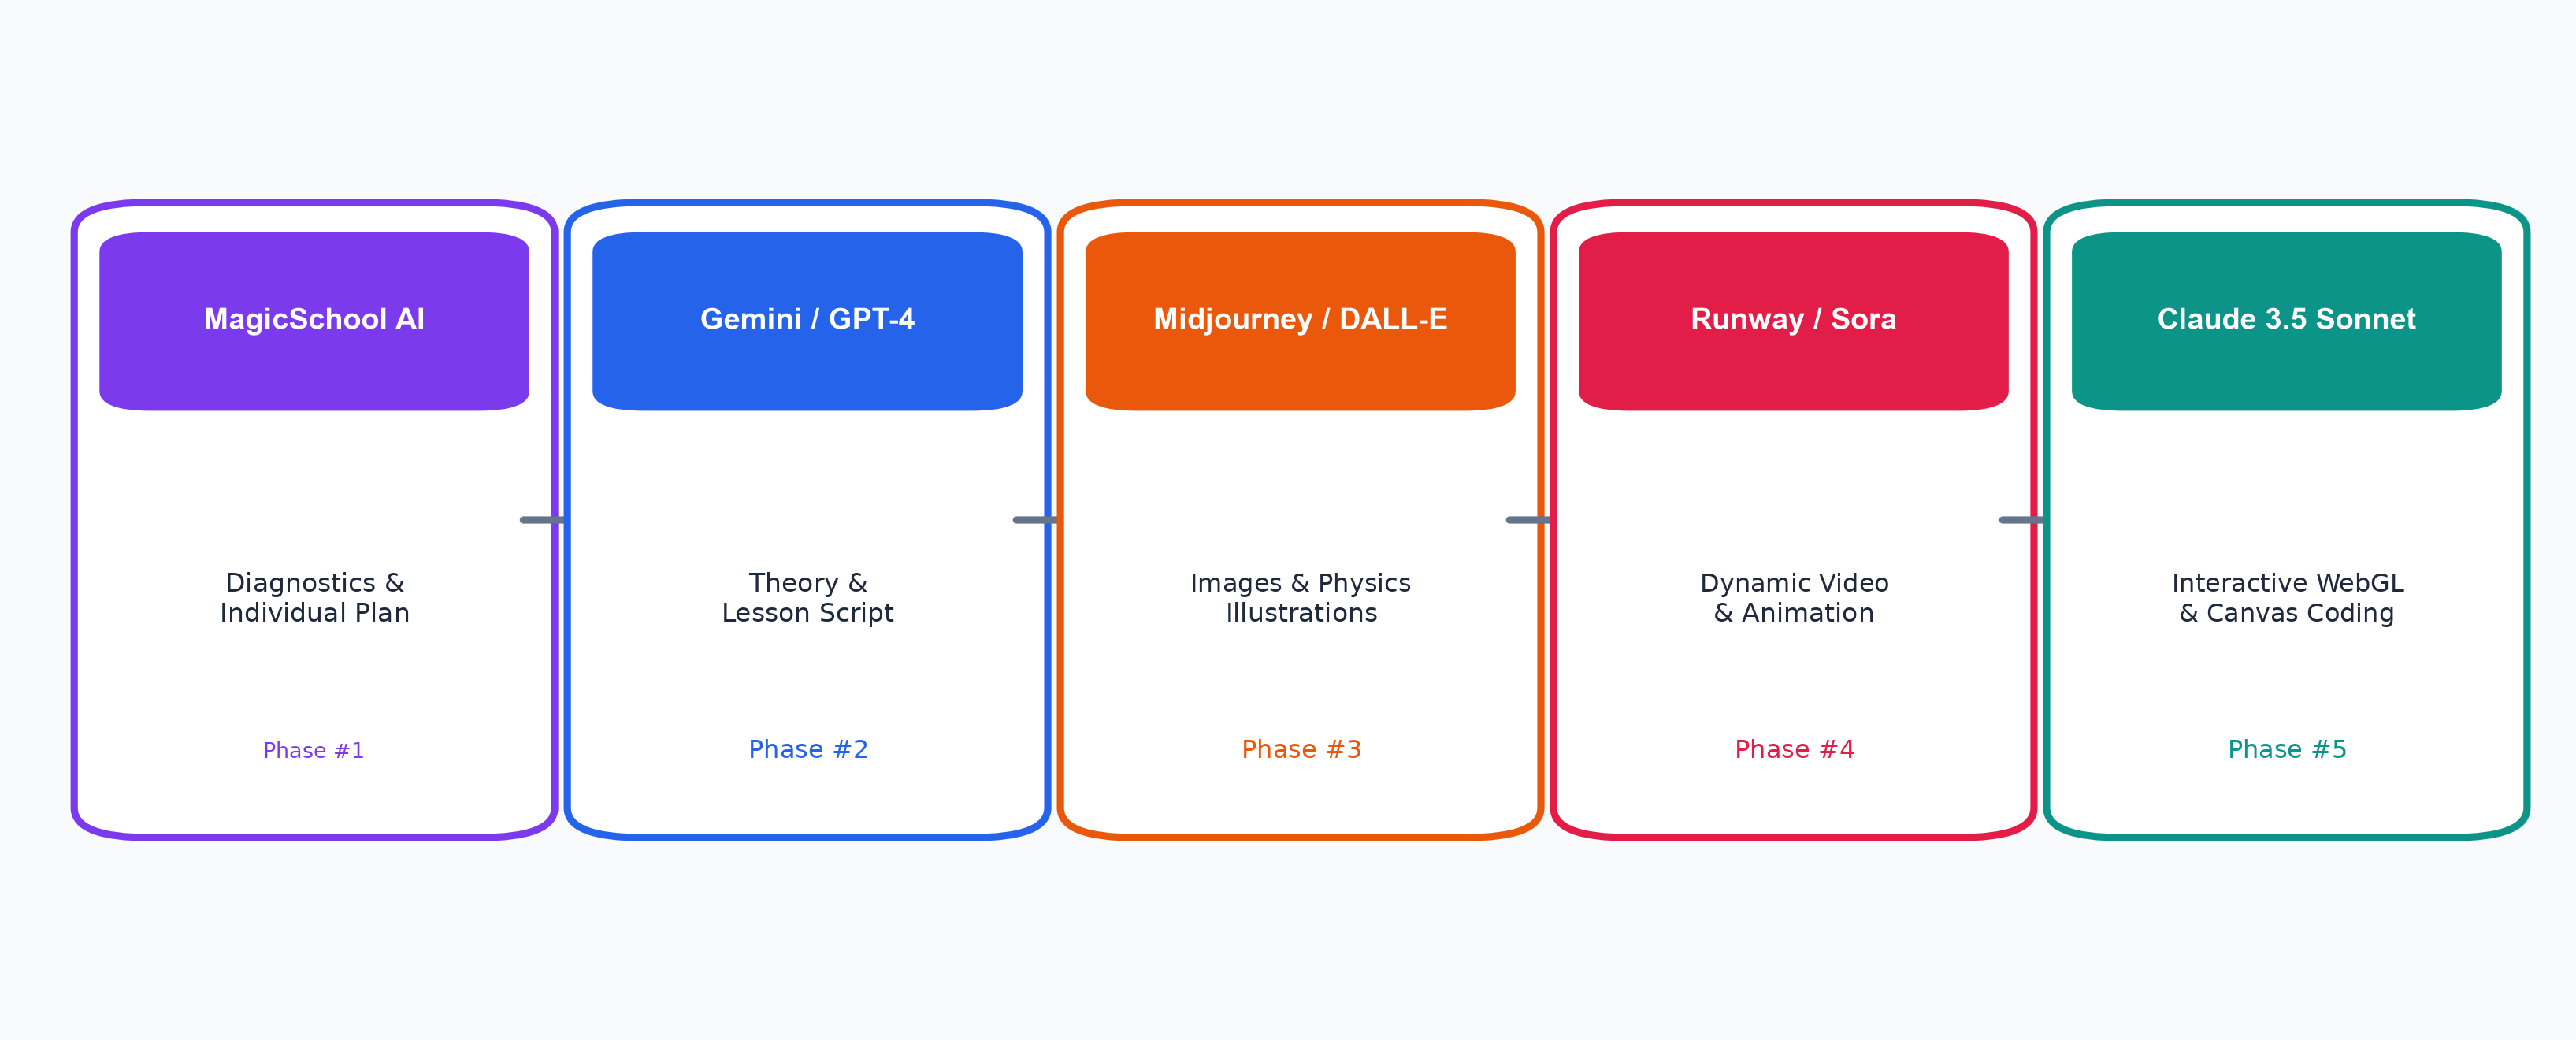 MagicSchool AI
Diagnostics &
Individual Plan
Phase #1
Gemini / GPT-4
Theory &
Lesson Script
Phase #2
Midjourney / DALL-E
Images & Physics
Illustrations
Phase #3
Runway / Sora
Dynamic Video
& Animation
Phase #4
Claude 3.5 Sonnet
Interactive WebGL
& Canvas Coding
Phase #5